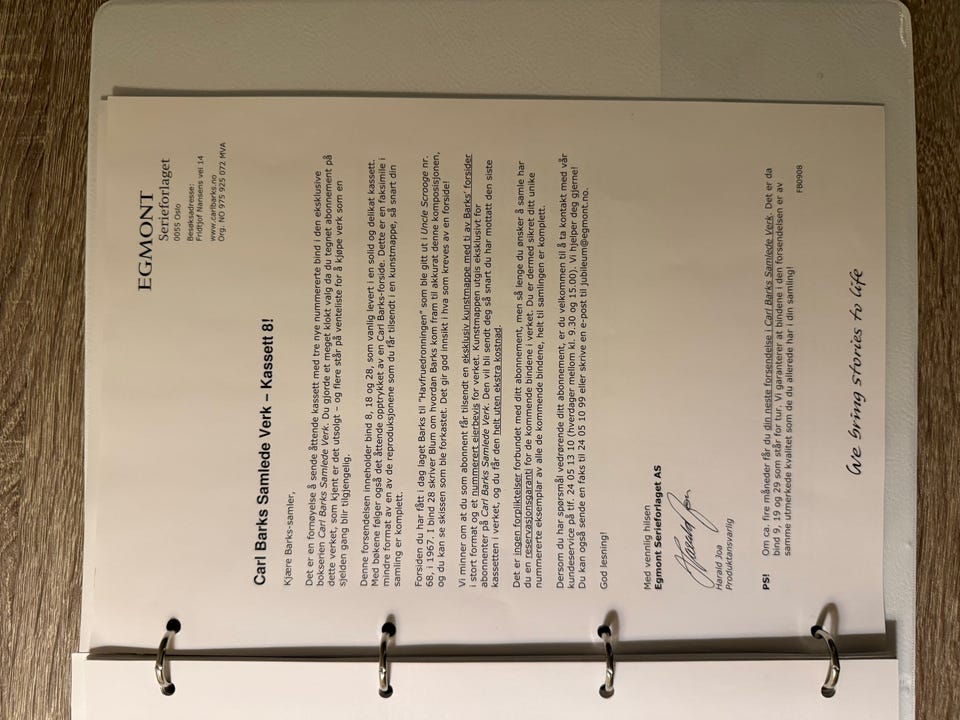 EGMONT
Serieforlaget
0055 Oslo
Besøksadresse:
Fridtjof Nansens vei 14
www.carlbarks.no
Org. NO 975 925 072 MVA
Carl Barks Samlede Verk – Kassett 8!
Kjære Barks-samler,
Det er en fornøyelse å sende åttende kassett med tre nye nummererte bind i den eksklusive
bokserien Carl Barks Samlede Verk. Du gjorde et meget klokt valg da du tegnet abonnement på
dette verket, som kjent er det utsolgt – og flere står på venteliste for å kjøpe verk som en
sjelden gang blir tilgjengelig.
Denne forsendelsen inneholder bind 8, 18 og 28, som vanlig levert i en solid og delikat kassett.
Med bøkene følger også det åttende opptrykket av en Carl Barks-forside. Dette er en faksimile i
mindre format av en av de reproduksjonene som du får tilsendt i en kunstmappe, så snart din
samling er komplett.
Forsiden du har fått i dag laget Barks til "Havfruddronningen" som ble gitt ut i Uncle Scrooge nr.
68, i 1967. I bind 28 skriver Blum om hvordan Barks kom fram til akkurat denne komposisjonen,
og du kan se skissen som ble forkastet. Det gir god innsikt i hva som kreves av en forside!
Vi minner om at du som abonnent får tilsendt en eksklusiv kunstmappe med ti av Barks' forsider
i stort format og et nummerert eierbevis for verket. Kunstmappen utgis eksklusivt for
abonnenter på Carl Barks Samlede Verk. Den vil bli sendt deg så snart du har mottatt den siste
kassetten i verket, og du får den helt uten ekstra kostnad.
Det er ingen forpliktelser forbundet med ditt abonnement, men så lenge du ønsker å samle har
du en reservasjonsgaranti for de kommende bindene i verket. Du er dermed sikret ditt unike
nummererte eksemplar av alle de kommende bindene, helt til samlingen er komplett.
Dersom du har spørsmål vedrørende ditt abonnement, er du velkommen til å ta kontakt med vår
kundeservice på tlf. 24 05 13 10 (hverdager mellom kl. 9.30 og 15.00). Vi hjelper deg gjerne!
Du kan også sende en faks til 24 05 10 99 eller skrive en e-post til jubileum@egmont.no.
God lesning!
Med vennlig hilsen
Egmont Serieforlaget AS
Harald Joa
Harald Joa
Produktansvarlig
PS! Om ca. fire måneder får du din neste forsendelse i Carl Barks Samlede Verk. Det er da
bind 9, 19 og 29 som står for tur. Vi garanterer at bindene i den forsendelsen er av
samme utmerkede kvalitet som de du allerede har i din samling!
FB0908
We bring stories to life